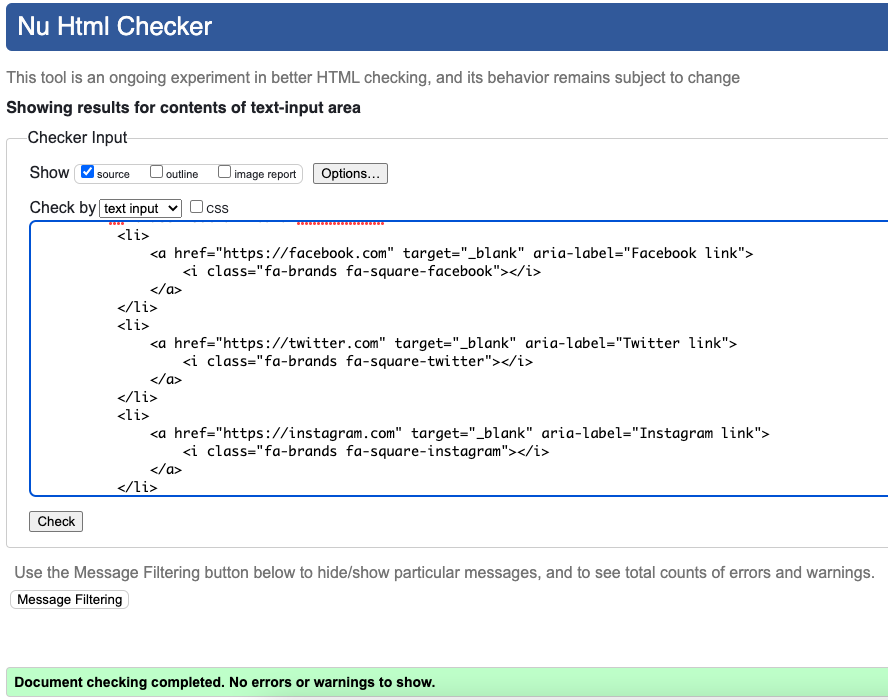 Nu Html Checker
This tool is an ongoing experiment in better HTML checking, and its behavior remains subject to change
Showing results for contents of text-input area
Checker Input
Show source outline image report Options...
Check by text input CSS
<li>
<a href="https://facebook.com" target="_blank" aria-label="Facebook link">
<i class="fa-brands fa-square-facebook"></i>
</a>
</li>
<li>
<a href="https://twitter.com" target="_blank" aria-label="Twitter link">
<i class="fa-brands fa-square-twitter"></i>
</a>
</li>
<li>
<a href="https://instagram.com" target="_blank" aria-label="Instagram link">
<i class="fa-brands fa-square-instagram"></i>
</a>
</li>
Check
Use the Message Filtering button below to hide/show particular messages, and to see total counts of errors and warnings.
Message Filtering
Document checking completed. No errors or warnings to show.